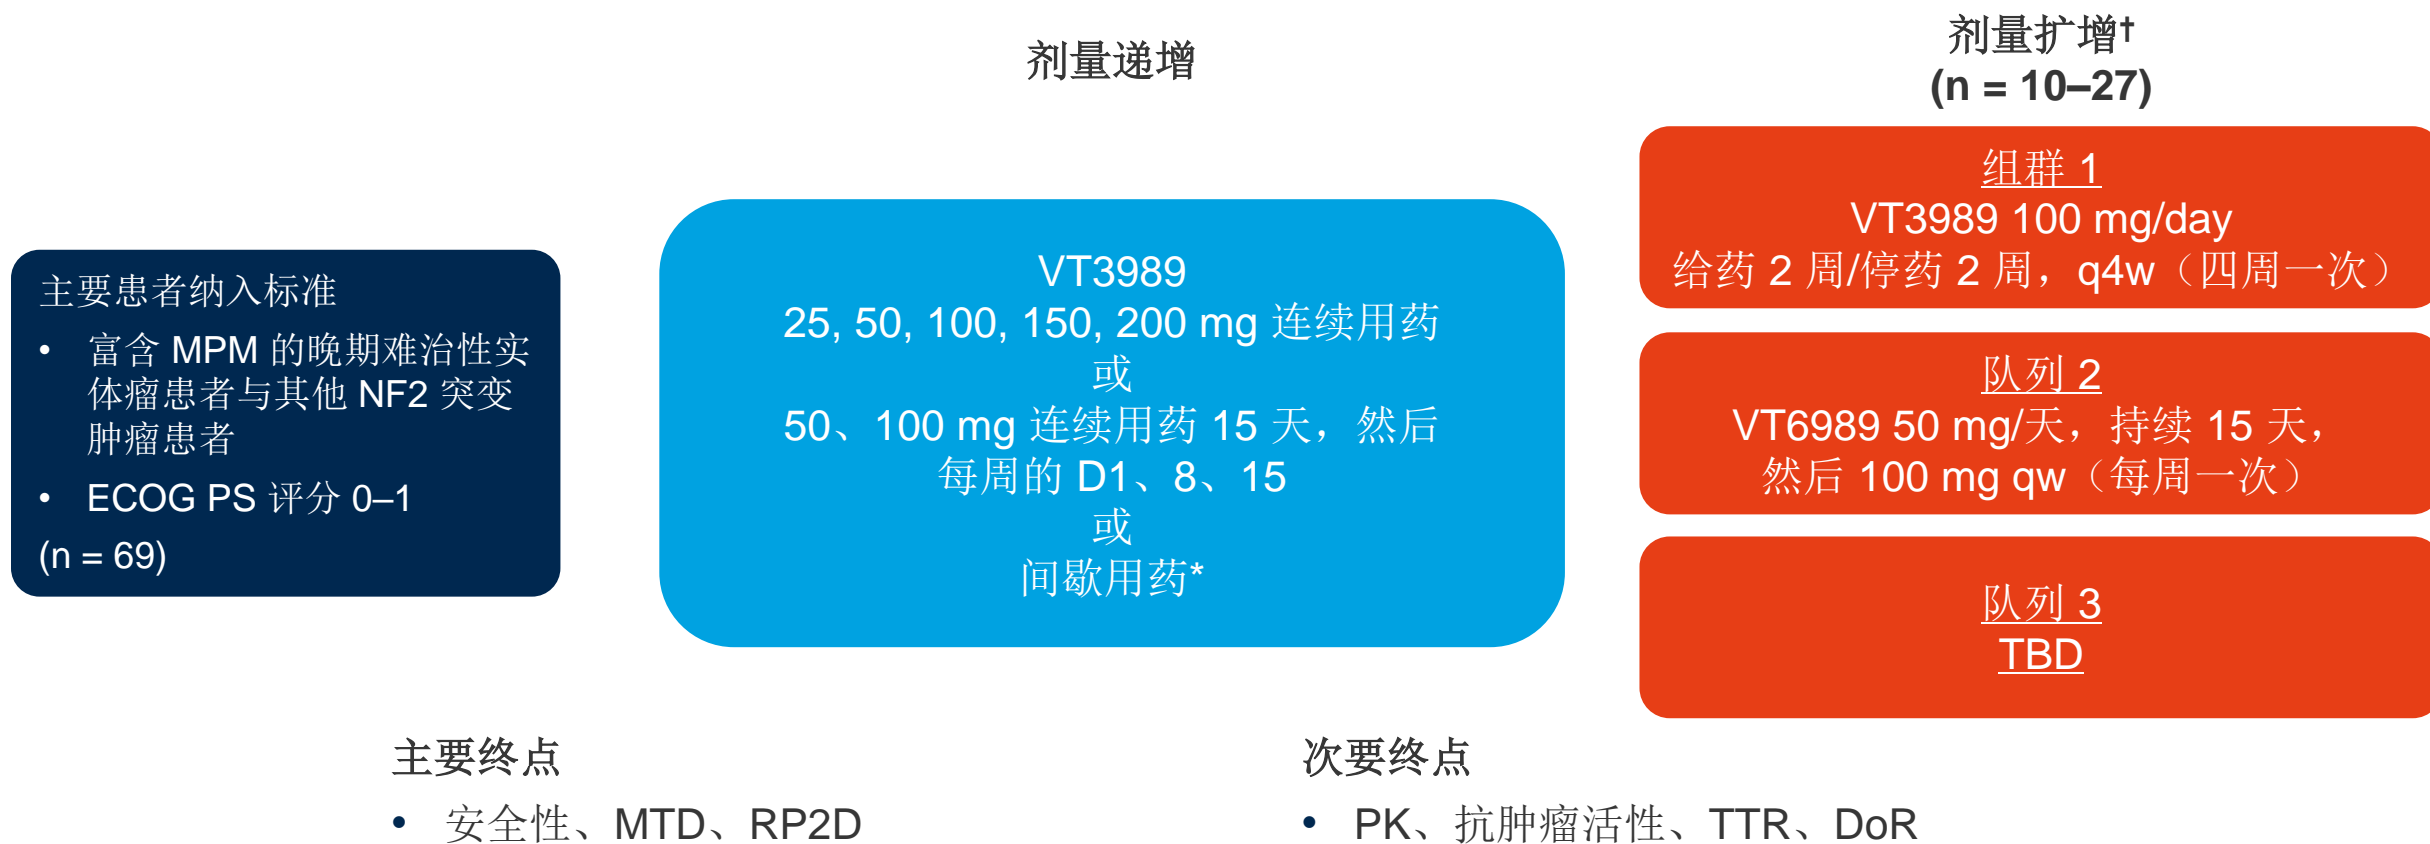 剂量递增
剂量扩增†
(n = 10–27)
主要患者纳入标准
• 富含 MPM 的晚期难治性实
体瘤患者与其他 NF2 突变
肿瘤患者
• ECOG PS 评分 0–1
(n = 69)
VT3989
25, 50, 100, 150, 200 mg 连续用药
或
50、100 mg 连续用药 15 天，然后
每周的 D1、8、15
或
间歇用药*
组群 1
VT3989 100 mg/day
给药 2 周/停药 2 周，q4w（四周一次）
队列 2
VT6989 50 mg/天，持续 15 天，
然后 100 mg qw（每周一次）
队列 3
TBD
主要终点
• 安全性、MTD、RP2D
次要终点
• PK、抗肿瘤活性、TTR、DoR